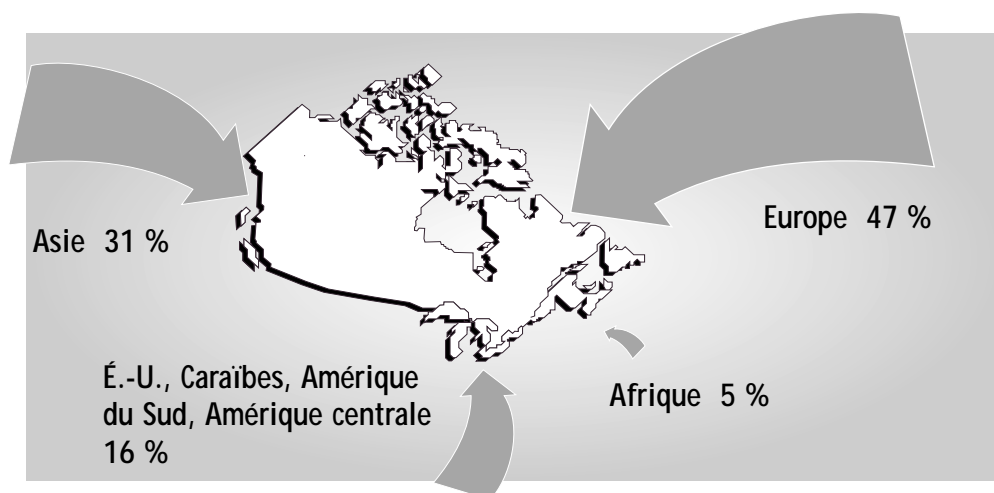 Europe 47 %
Asie 31 %
É.-U., Caraïbes, Amérique
du Sud, Amérique centrale
16 %
Afrique 5 %